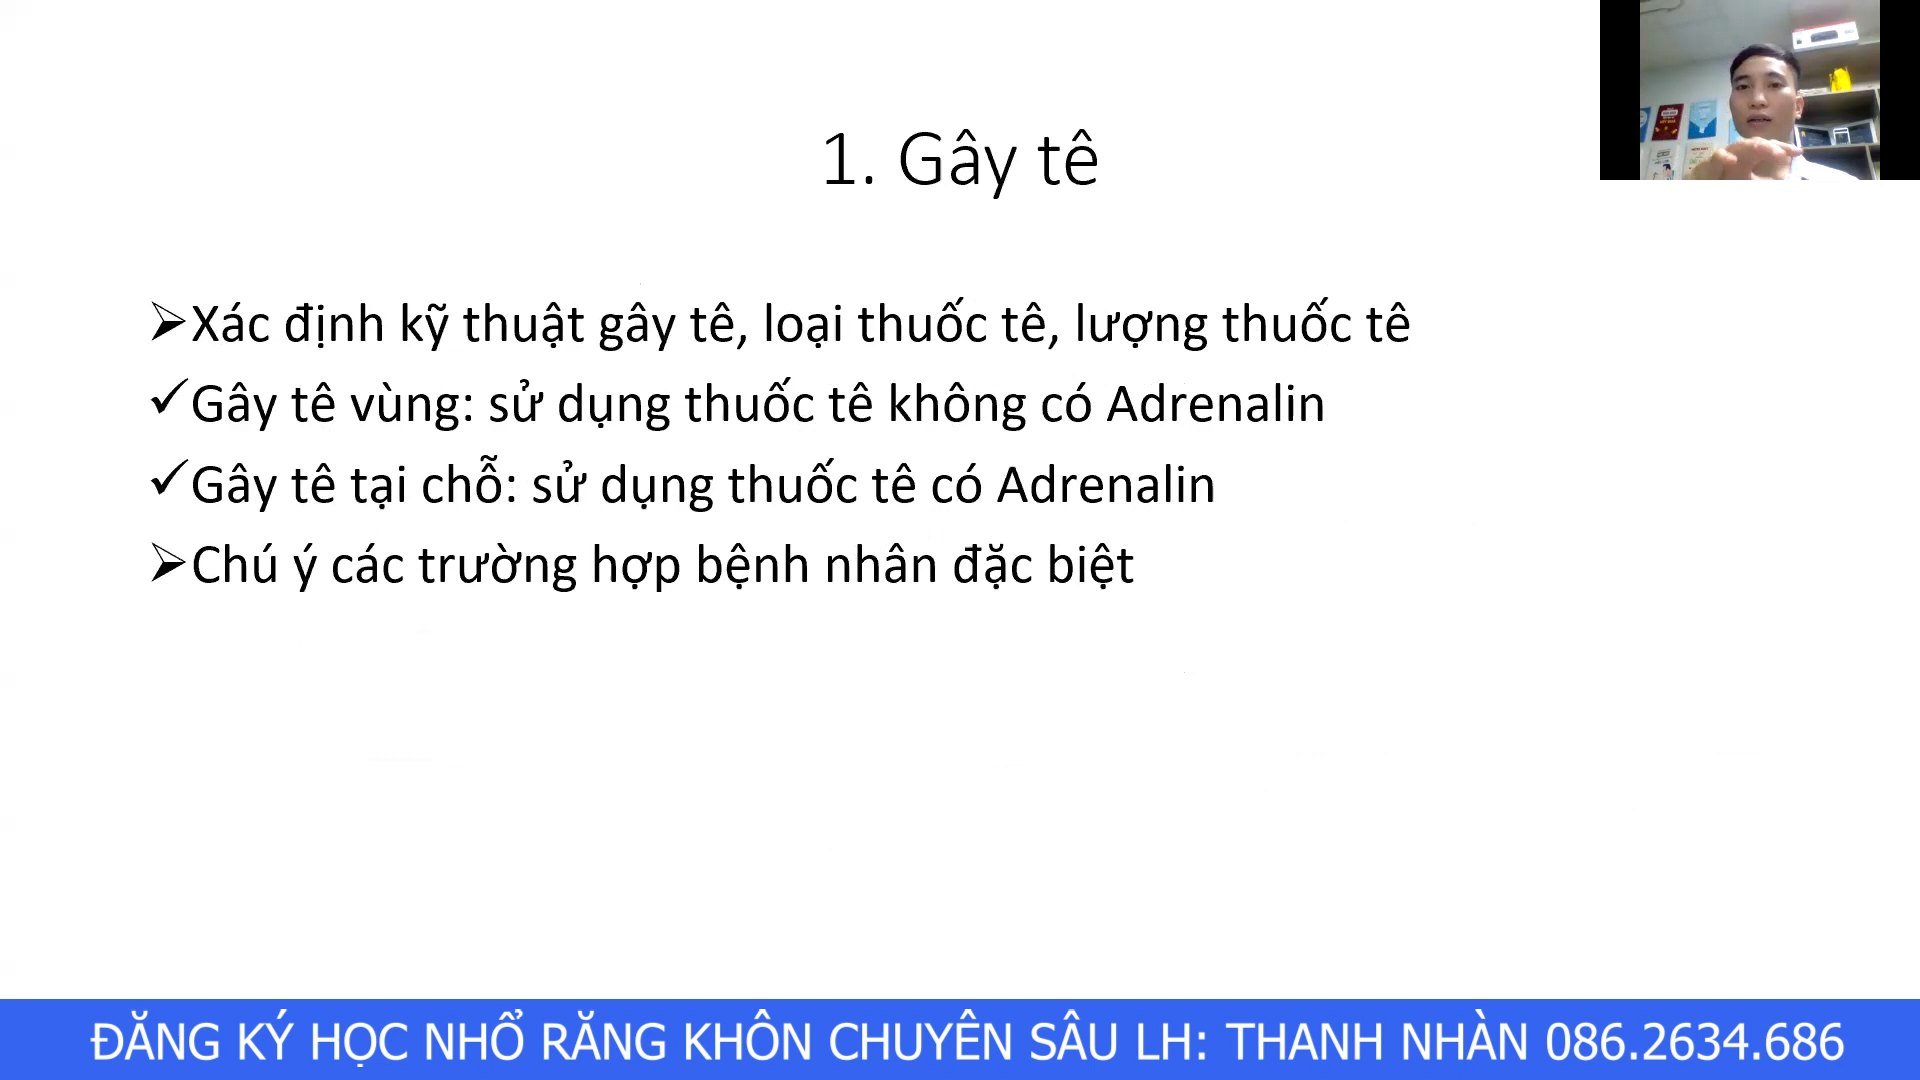 1. Gây tê
➢Xác định kỹ thuật gây tê, loại thuốc tê, lượng thuốc tê
✓Gây tê vùng: sử dụng thuốc tê không có Adrenalin
✓Gây tê tại chỗ: sử dụng thuốc tê có Adrenalin
➢Chú ý các trường hợp bệnh nhân đặc biệt
ĐĂNG KÝ HỌC NHỔ RĂNG KHÔN CHUYÊN SÂU LH: THANH NHÀN 086.2634.686